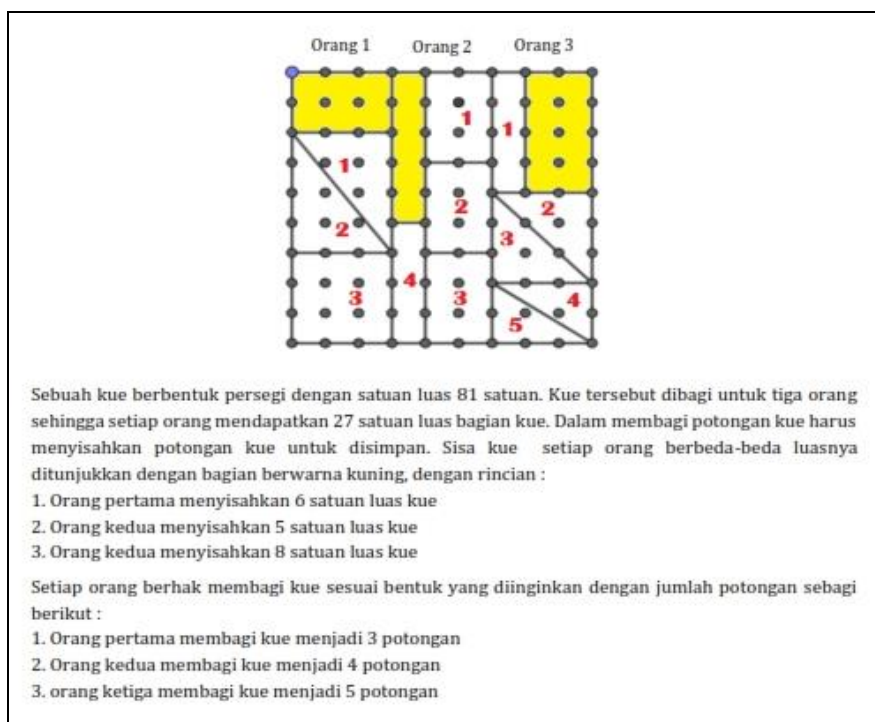 Orang 1 Orang 2 Orang 3
1 1
1 2
2 2 3
3 4 3 4
5
Sebuah kue berbentuk persegi dengan satuan luas 81 satuan. Kue tersebut dibagi untuk tiga orang
sehingga setiap orang mendapatkan 27 satuan luas bagian kue. Dalam membagi potongan kue harus
menyisahkan potongan kue untuk disimpan. Sisa kue setiap orang berbeda-beda luasnya
ditunjukkan dengan bagian berwarna kuning, dengan rincian :
1. Orang pertama menyisahkan 6 satuan luas kue
2. Orang kedua menyisahkan 5 satuan luas kue
3. Orang kedua menyisahkan 8 satuan luas kue
Setiap orang berhak membagi kue sesuai bentuk yang diinginkan dengan jumlah potongan sebagi
berikut :
1. Orang pertama membagi kue menjadi 3 potongan
2. Orang kedua membagi kue menjadi 4 potongan
3. orang ketiga membagi kue menjadi 5 potongan